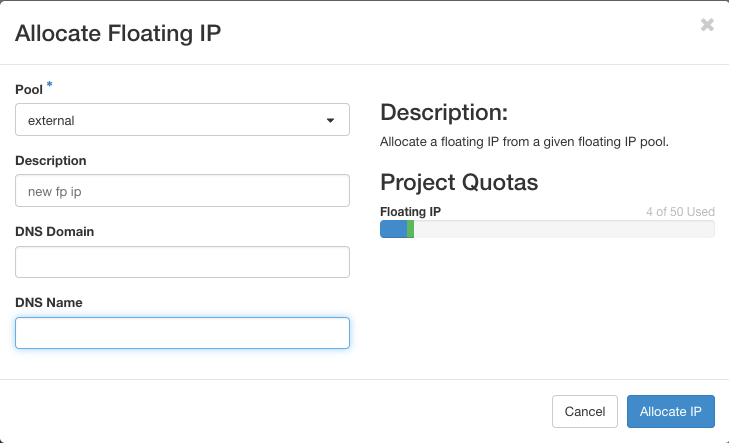 Allocate Floating IP
×
Pool *
external
Description
new fp ip
DNS Domain
DNS Name
Description:
Allocate a floating IP from a given floating IP pool.
Project Quotas
Floating IP 4 of 50 Used
Cancel Allocate IP